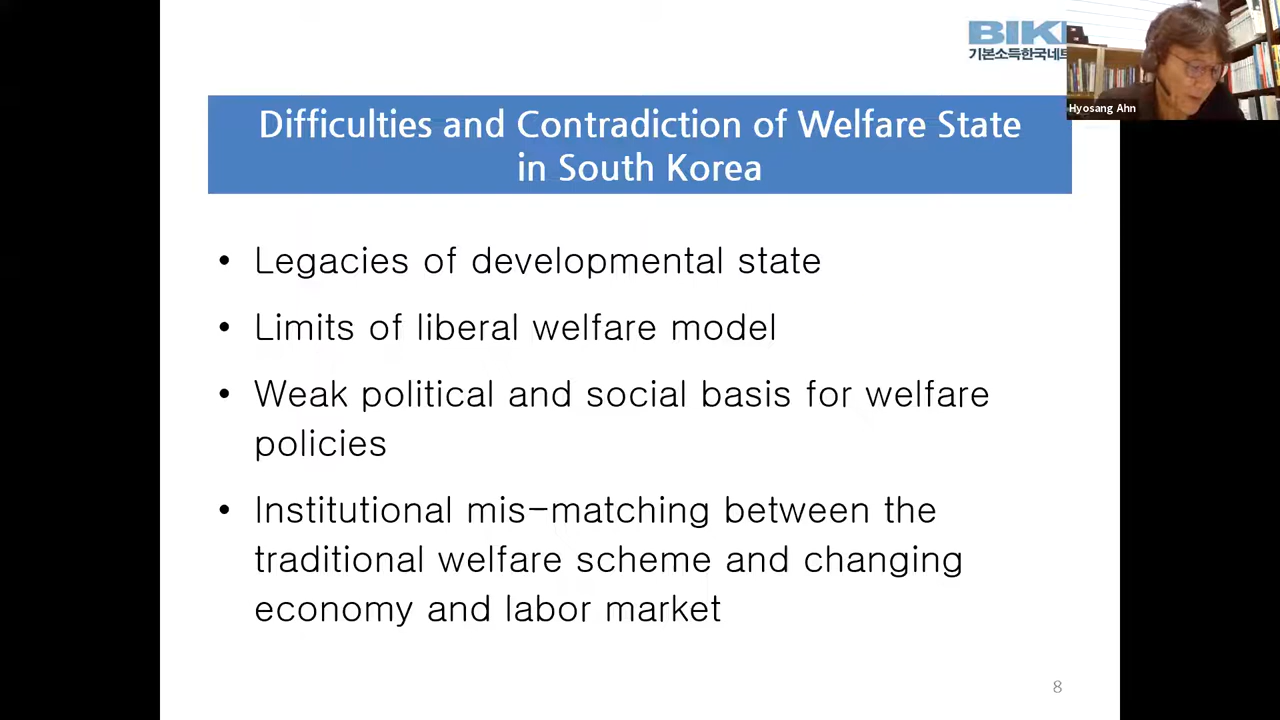 BIK
기본소득한국네트
Hyosang Ahn
Difficulties and Contradiction of Welfare State
in South Korea
• Legacies of developmental state
• Limits of liberal welfare model
• Weak political and social basis for welfare
policies
• Institutional mis-matching between the
traditional welfare scheme and changing
economy and labor market
8